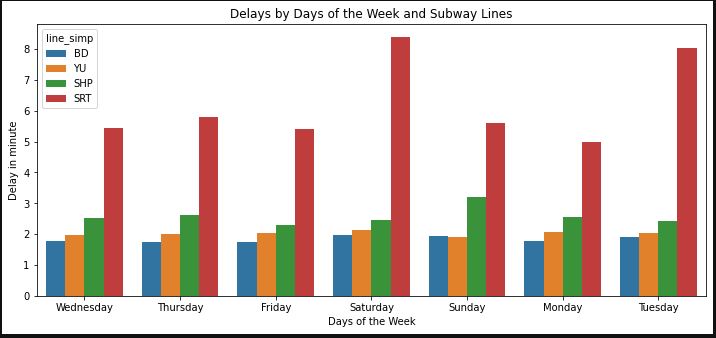 Delays by Days of the Week and Subway Lines
line_simp
BD
YU
SHP
SRT
Delay in minute
8
7
6
5
4
3
2
1
0
Wednesday Thursday Friday Saturday Sunday Monday Tuesday
Days of the Week